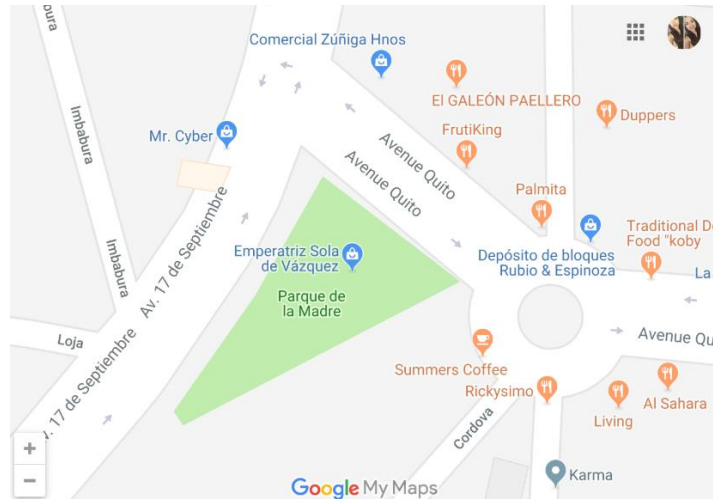 Comercial Zúñiga Hnos
El GALEÓN PAELLERO
Duppers
FrutiKing
Mr. Cyber
Imbabura
Avenue Quito
Avenue Quito
Palmita
Av. 17 de Septiembre
Traditional D
Food "koby
Emperatriz Sola
de Vázquez
Depósito de bloques
Rubio & Espinoza
La
Imbabura
Parque de
la Madre
Loja
Avenue Qu
Summers Coffee
Rickysimo
Al Sahara
Living
v. 17 de Septiembre
Cordova
Karma
+
−
Google My Maps